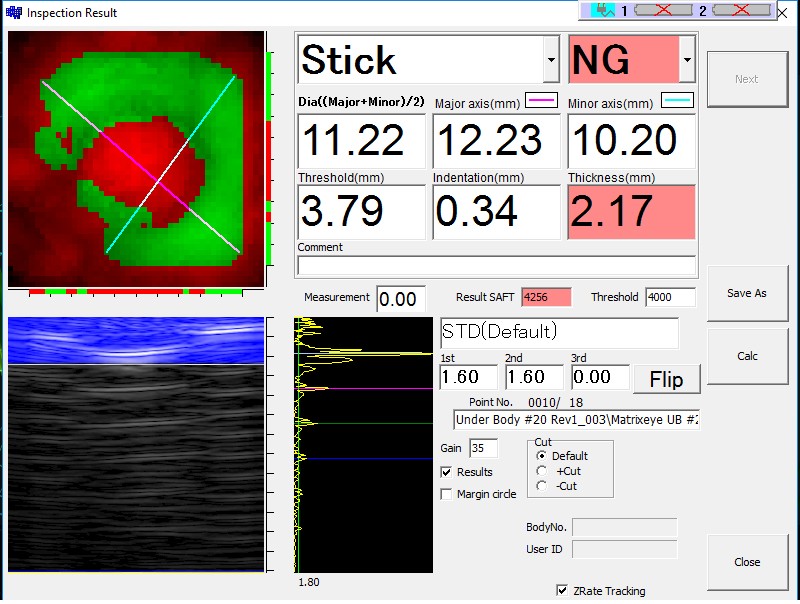 Inspection Result
1 2
Stick NG
Next
Dia((Major+Minor)/2) Major axis(mm) Minor axis(mm)
11.22 12.23 10.20
Threshold(mm) Indentation(mm) Thickness(mm)
3.79 0.34 2.17
Comment
Measurement 0.00 Result SAFT 4256 Threshold 4000
Save As
STD(Default)
Calc
1st 2nd 3rd
1.60 1.60 0.00 Flip
Point No. 0010/ 18
Under Body #20 Rev1_003\Matrixeye UB #2
Gain 35
Cut
Default
Results
+Cut
-Cut
Margin circle
BodyNo.
User ID
Close
1.80
ZRate Tracking